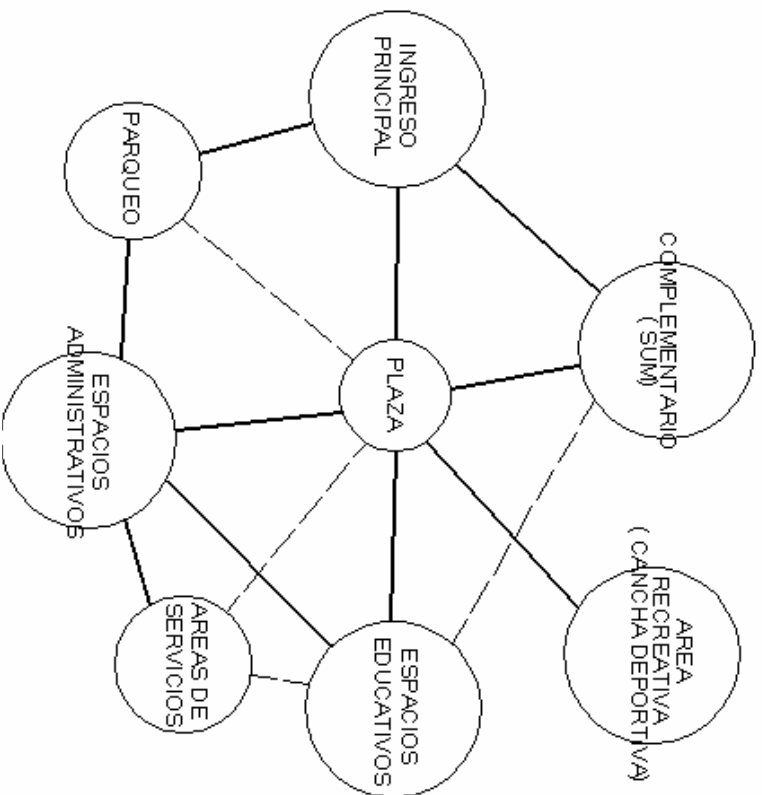 INGRESO
PRINCIPAL
PARQUEO
COMPLEMENTARIO
( SUM)
PLAZA
ESPACIOS
ADMINISTRATIVOS
AREA
RECREATIVA
( CANCHA DEPORTIVA)
AREAS DE
SERVICIOS
ESPACIOS
EDUCATIVOS